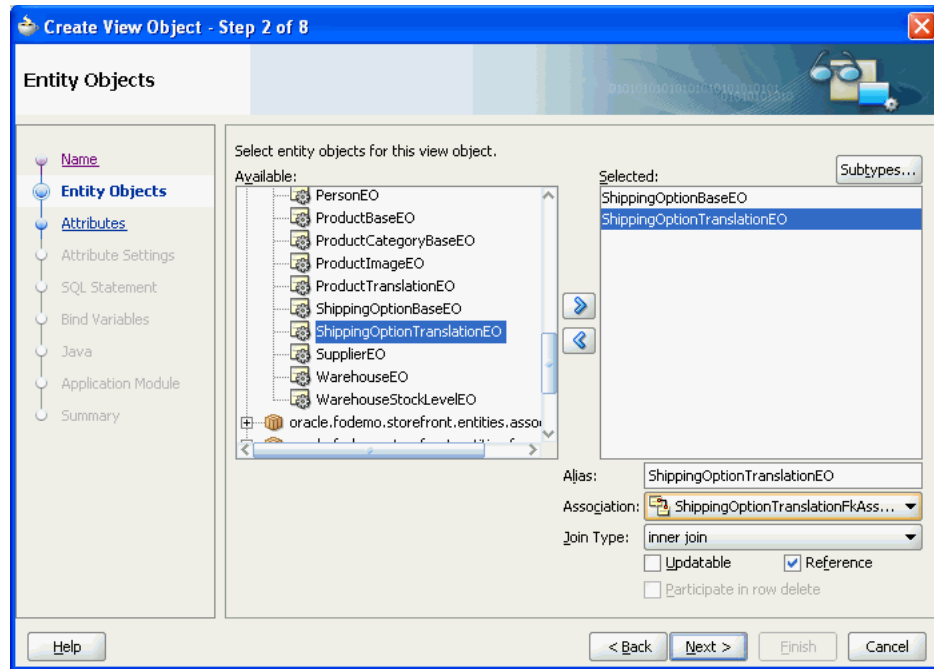 Create View Object - Step 2 of 8
Entity Objects
Name
Entity Objects
Attributes
Attribute Settings
SQL Statement
Bind Variables
Java
Application Module
Summary
Select entity objects for this view object.
Available:
PersonEO
ProductBaseEO
ProductCategoryBaseEO
ProductImageEO
ProductTranslationEO
ShippingOptionBaseEO
ShippingOptionTranslationEO
SupplierEO
WarehouseEO
WarehouseStockLevelEO
oracle.fodemo.storefront.entities.asso
Selected:
Subtypes...
ShippingOptionBaseEO
ShippingOptionTranslationEO
Alias: ShippingOptionTranslationEO
Association: ShippingOptionTranslationFkAss...
Join Type: inner join
Updatable Reference
Participate in row delete
Help < Back Next > Finish Cancel